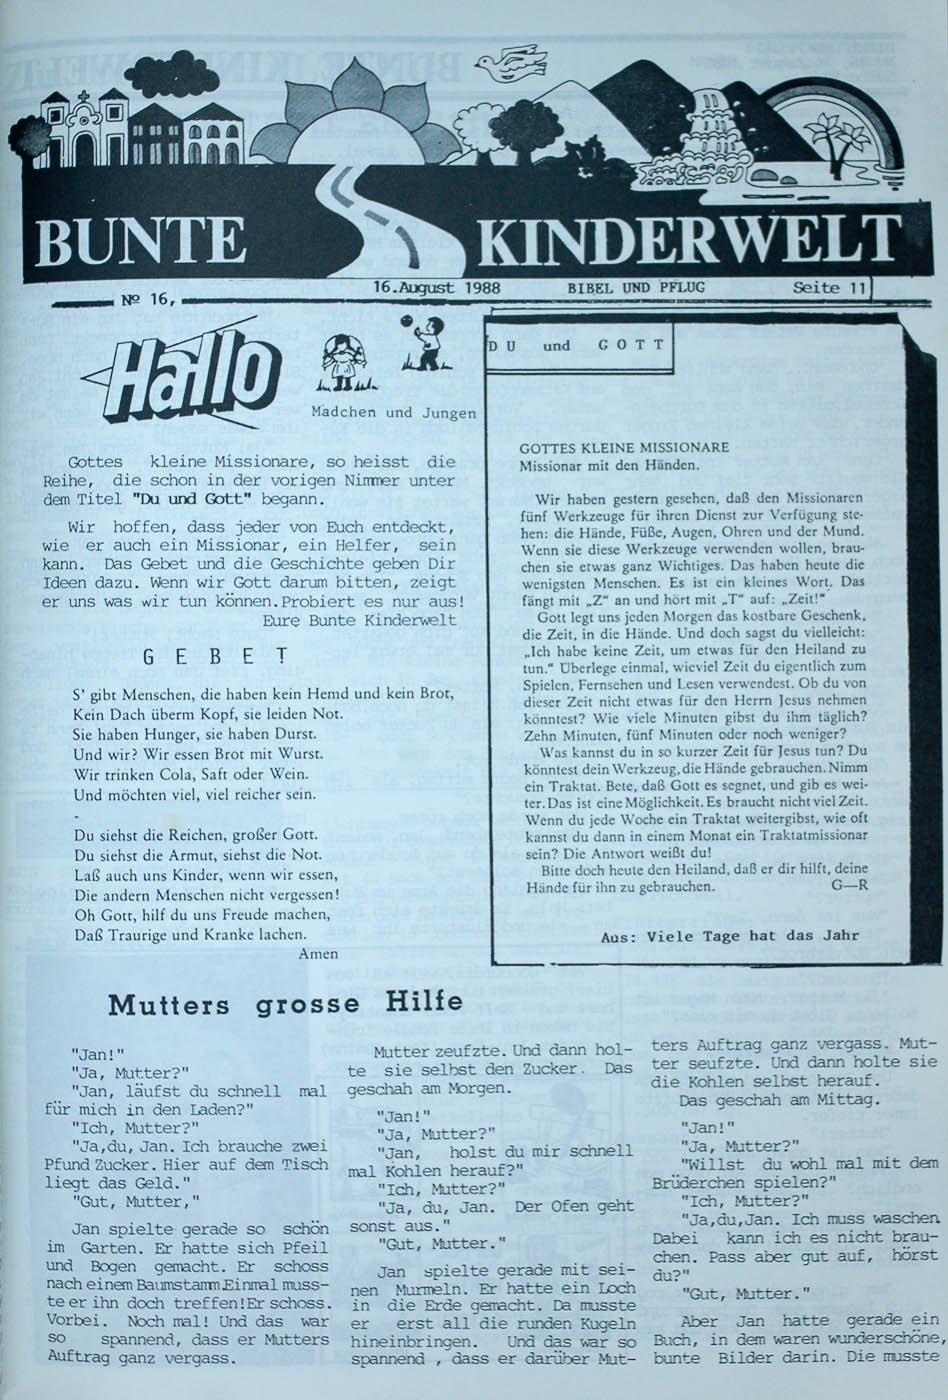 BUNTE KINDERWELT
№ 16,
16.August 1988 BIBEL UND PFLUG Seite 11
Hallo
Mädchen und Jungen
Gottes kleine Missionare, so heisst die
Reihe, die schon in der vorigen Nimmer unter
dem Titel "Du und Gott" begann.
Wir hoffen, dass jeder von Euch entdeckt,
wie er auch ein Missionar, ein Helfer, sein
kann. Das Gebet und die Geschichte geben Dir
Ideen dazu. Wenn wir Gott darum bitten, zeigt
er uns was wir tun können.Probiert es nur aus!
Eure Bunte Kinderwelt
G E B E T
S' gibt Menschen, die haben kein Hemd und kein Brot,
Kein Dach überm Kopf, sie leiden Not.
Sie haben Hunger, sie haben Durst.
Und wir? Wir essen Brot mit Wurst.
Wir trinken Cola, Saft oder Wein.
Und möchten viel, viel reicher sein.
-
Du siehst die Reichen, großer Gott.
Du siehst die Armut, siehst die Not.
Laß auch uns Kinder, wenn wir essen,
Die andern Menschen nicht vergessen!
Oh Gott, hilf du uns Freude machen,
Daß Traurige und Kranke lachen.
Amen
DU und GOTT
GOTTES KLEINE MISSIONARE
Missionar mit den Händen.
Wir haben gestern gesehen, daß den Missionaren
fünf Werkzeuge für ihren Dienst zur Verfügung ste-
hen: die Hände, Füße, Augen, Ohren und der Mund.
Wenn sie diese Werkzeuge verwenden wollen, brau-
chen sie etwas ganz Wichtiges. Das haben heute die
wenigsten Menschen. Es ist ein kleines Wort. Das
fängt mit „Z“ an und hört mit „T“ auf: „Zeit!“
Gott legt uns jeden Morgen das kostbare Geschenk,
die Zeit, in die Hände. Und doch sagst du vielleicht:
„Ich habe keine Zeit, um etwas für den Heiland zu
tun.“ Überlege einmal, wieviel Zeit du eigentlich zum
Spielen, Fernsehen und Lesen verwendest. Ob du von
dieser Zeit nicht etwas für den Herrn Jesus nehmen
könntest? Wie viele Minuten gibst du ihm täglich?
Zehn Minuten, fünf Minuten oder noch weniger?
Was kannst du in so kurzer Zeit für Jesus tun? Du
könntest dein Werkzeug, die Hände gebrauchen. Nimm
ein Traktat. Bete, daß Gott es segnet, und gib es wei-
ter. Das ist eine Möglichkeit. Es braucht nicht viel Zeit.
Wenn du jede Woche ein Traktat weitergibst, wie oft
kannst du dann in einem Monat ein Traktatmissionar
sein? Die Antwort weißt du!
Bitte doch heute den Heiland, daß er dir hilft, deine
Hände für ihn zu gebrauchen. G—R
Aus: Viele Tage hat das Jahr
Mutters grosse Hilfe
"Jan!"
"Ja, Mutter?"
"Jan, läufst du schnell mal
für mich in den Laden?"
"Ich, Mutter?"
"Ja,du, Jan. Ich brauche zwei
Pfund Zucker. Hier auf dem Tisch
liegt das Geld."
"Gut, Mutter,"
Jan spielte gerade so schön
im Garten. Er hatte sich Pfeil
und Bogen gemacht. Er schoss
nach einem Baumstamm.Einmal muss-
te er ihn doch treffen!Er schoss.
Vorbei. Noch mal! Und das war
so spannend, dass er Mutters
Auftrag ganz vergass.
Mutter zeufzte. Und dann hol-
te sie selbst den Zucker. Das
geschah am Morgen.
"Jan!"
"Ja, Mutter?"
"Jan, holst du mir schnell
mal Kohlen herauf?"
"Ich, Mutter?"
"Ja, du, Jan. Der Ofen geht
sonst aus."
"Gut, Mutter."
Jan spielte gerade mit sei-
nen Murmeln. Er hatte ein Loch
in die Erde gemacht. Da musste
er erst all die runden Kugeln
hineinbringen. Und das war so
spannend , dass er darüber Mut-
ters Auftrag ganz vergass. Mut-
ter seufzte. Und dann holte sie
die Kohlen selbst herauf.
Das geschah am Mittag.
"Jan!"
"Ja, Mutter?"
"Willst du wohl mal mit dem
Brüderchen spielen?"
"Ich, Mutter?"
"Ja,du,Jan. Ich muss waschen
Dabei kann ich es nicht brau-
chen. Pass aber gut auf, hörst
du?"
"Gut, Mutter."
Aber Jan hatte gerade ein
Buch, in dem waren wunderschöne,
bunte Bilder darin. Die musste